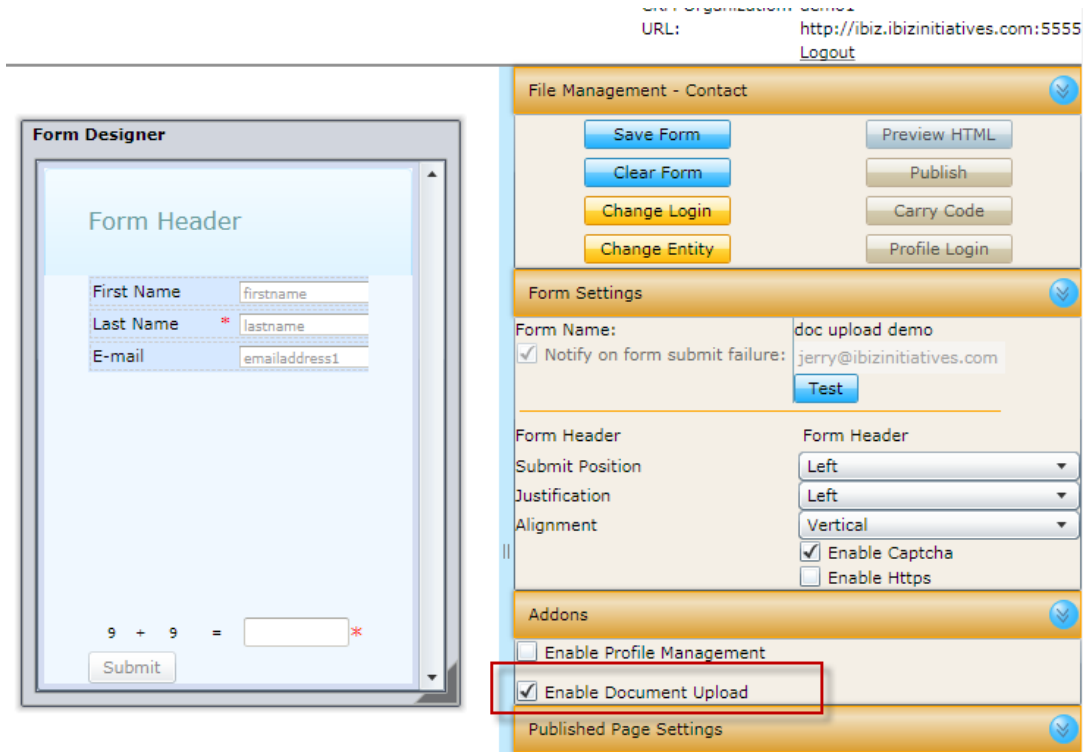 demo1
URL: http://ibiz.ibizinitiatives.com:5555
Logout
Form Designer
Form Header
First Name firstname
Last Name * lastname
E-mail emailaddress1
9 + 9 = *
Submit
File Management - Contact
Save Form Preview HTML
Clear Form Publish
Change Login Carry Code
Change Entity Profile Login
Form Settings
Form Name: doc upload demo
Notify on form submit failure: jerry@ibizinitiatives.com
Test
Form Header Form Header
Submit Position Left
Justification Left
Alignment Vertical
Enable Captcha
Enable Https
Addons
Enable Profile Management
Enable Document Upload
Published Page Settings